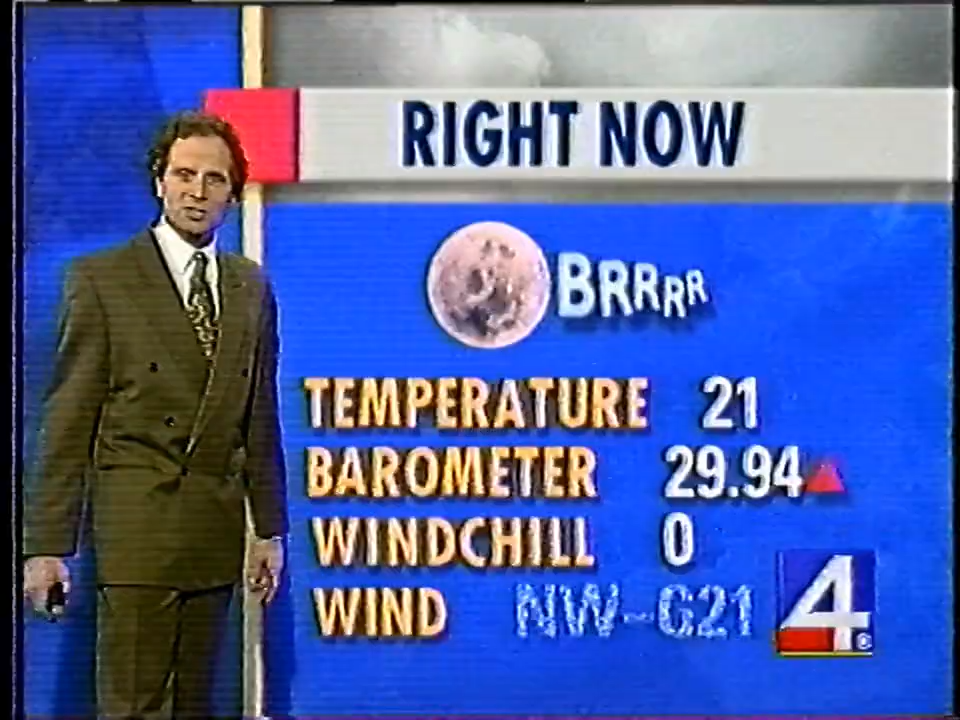 RIGHT NOW
BRRRR
TEMPERATURE 21
BAROMETER 29.94
WINDCHILL 0
WIND NW-G21
4